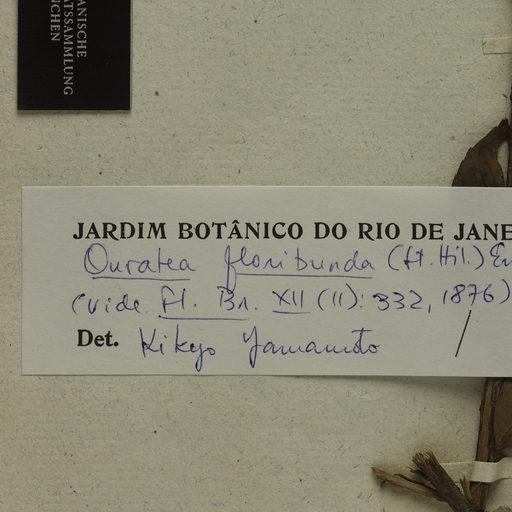 ANISCHE
TSSAMMLUNG
NCHEN
JARDIM BOTÂNICO DO RIO DE JANE
Ouratea floribunda (St. Hil.) En
(vide Fl. Br. XII (II): 332, 1876)
Det. Kikyo Yamamoto